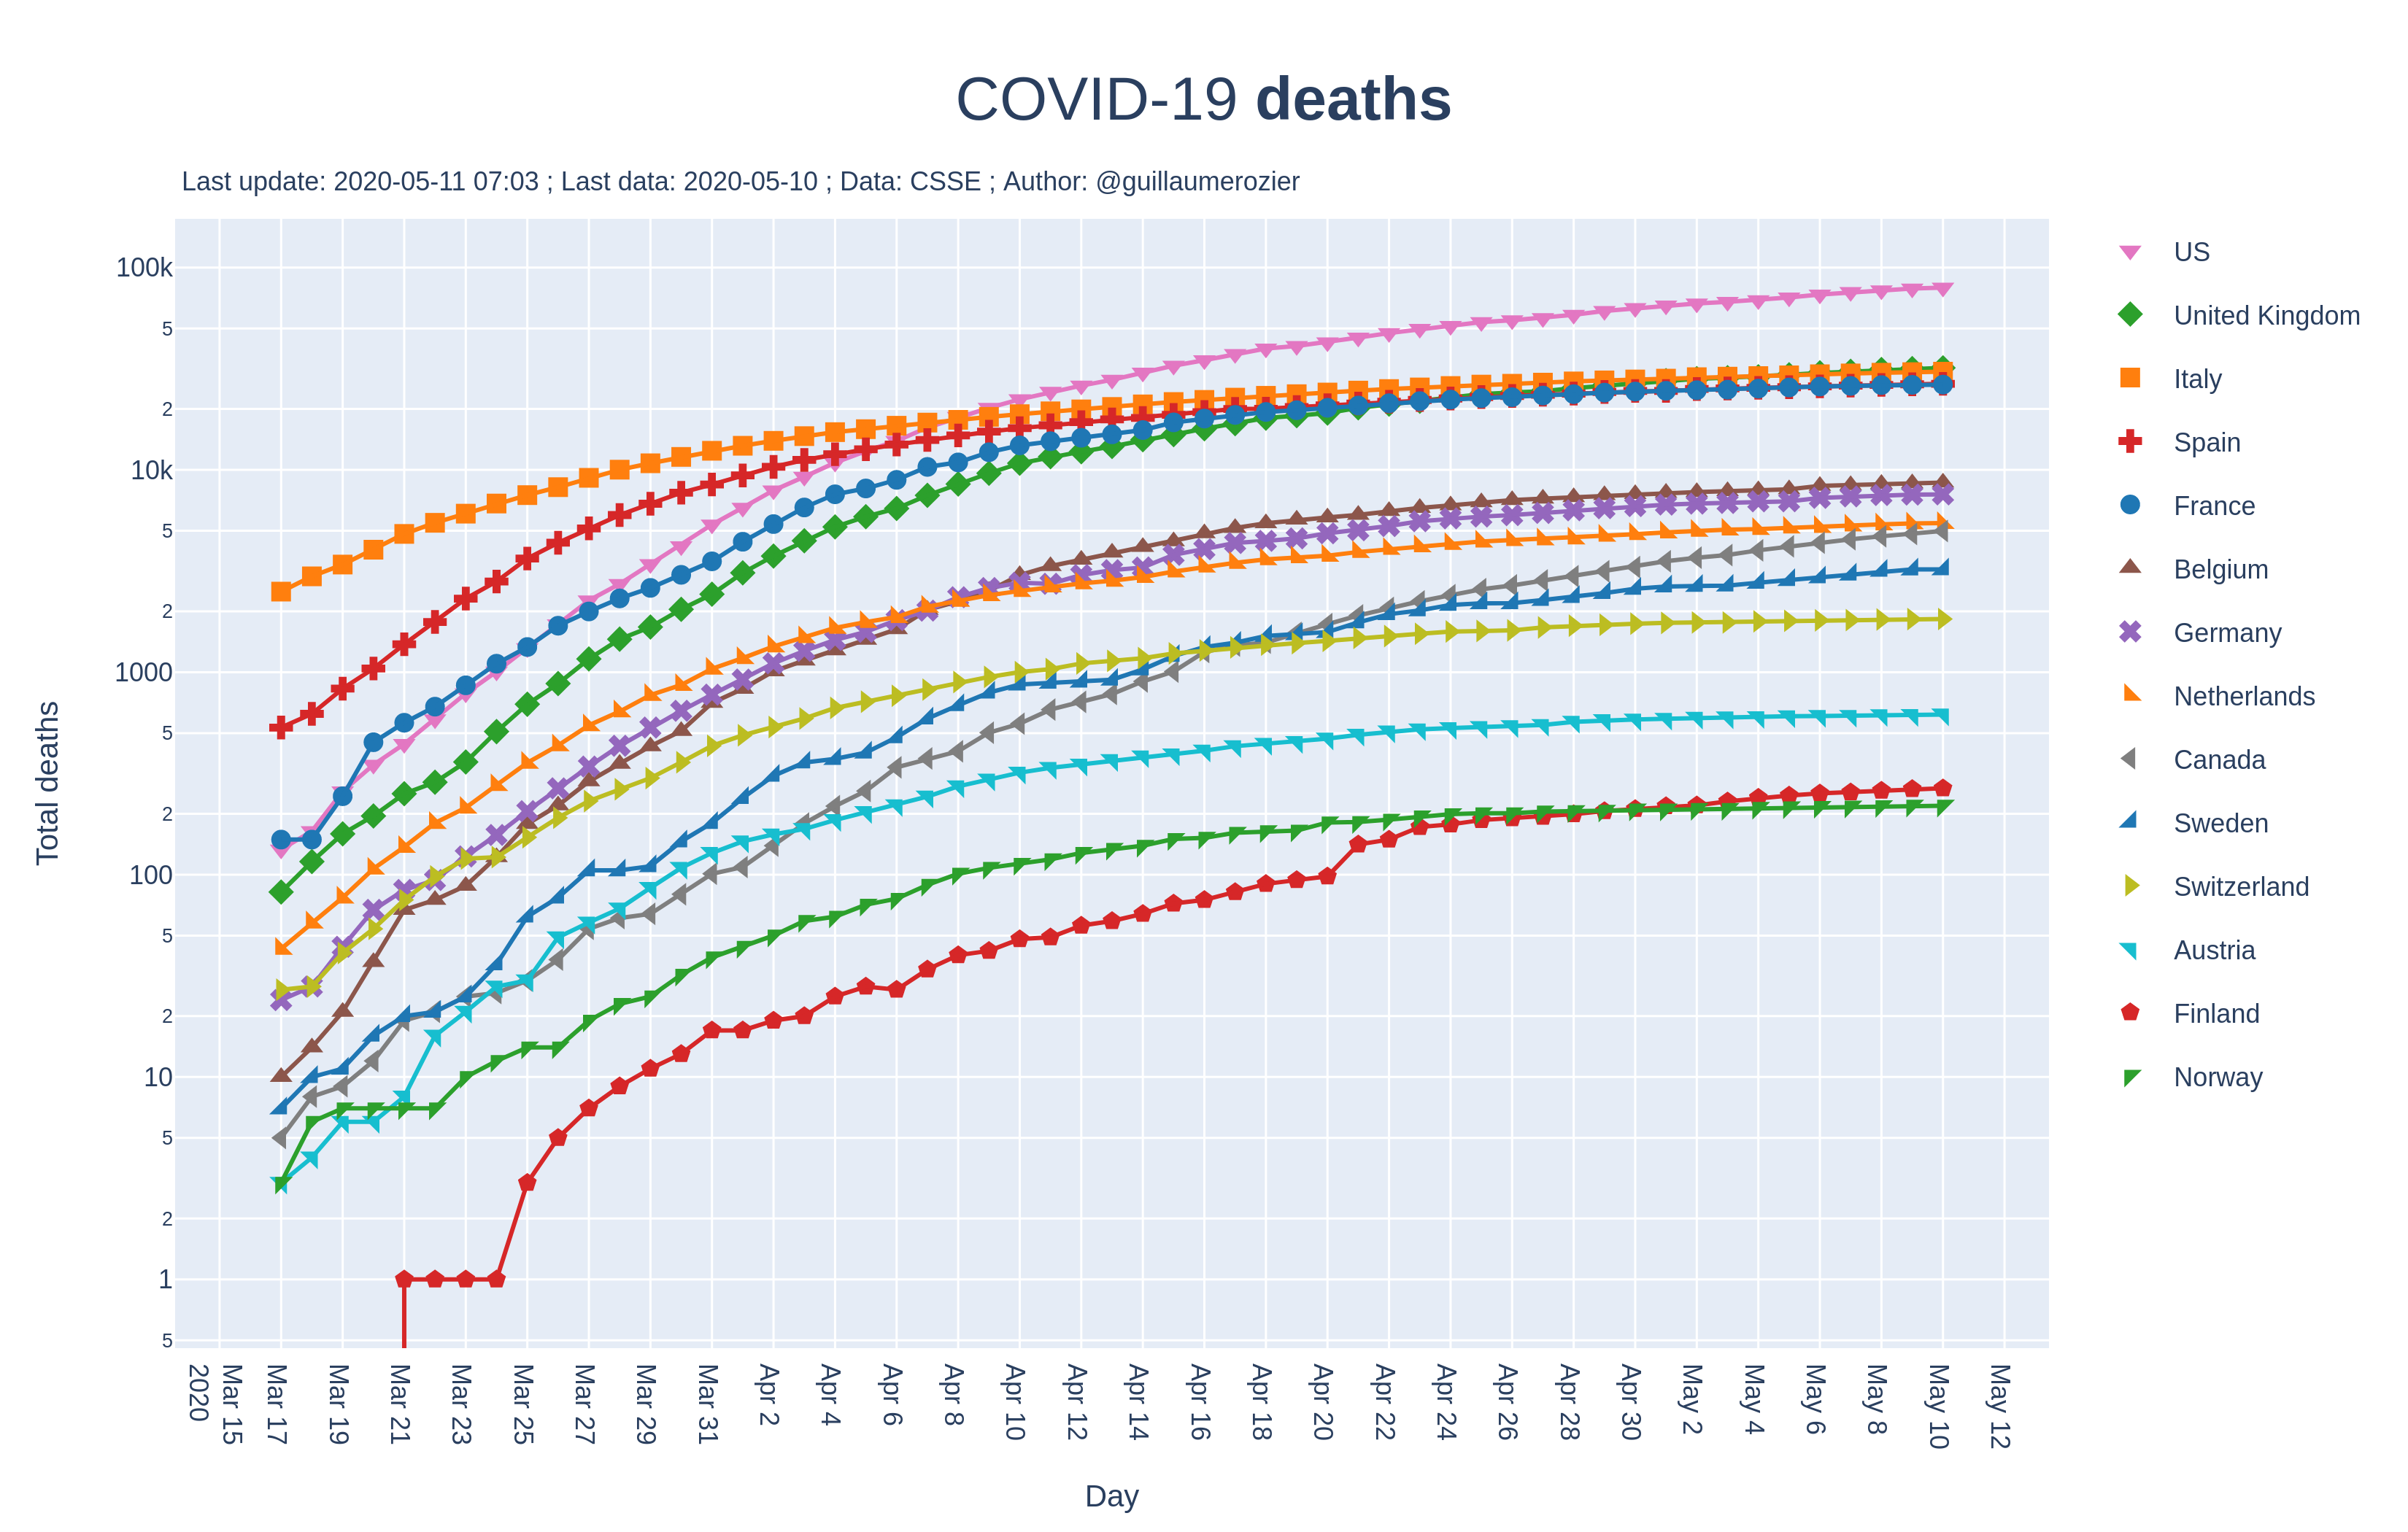 COVID-19 deaths
Last update: 2020-05-11 07:03 ; Last data: 2020-05-10 ; Data: CSSE ; Author: @guillaumerozier
100k
5
2
10k
5
2
1000
5
2
100
5
2
10
5
2
1
5
Total deaths
Mar 15
2020
Mar 17
Mar 19
Mar 21
Mar 23
Mar 25
Mar 27
Mar 29
Mar 31
Apr 2
Apr 4
Apr 6
Apr 8
Apr 10
Apr 12
Apr 14
Apr 16
Apr 18
Apr 20
Apr 22
Apr 24
Apr 26
Apr 28
Apr 30
May 2
May 4
May 6
May 8
May 10
May 12
Day
US
United Kingdom
Italy
Spain
France
Belgium
Germany
Netherlands
Canada
Sweden
Switzerland
Austria
Finland
Norway